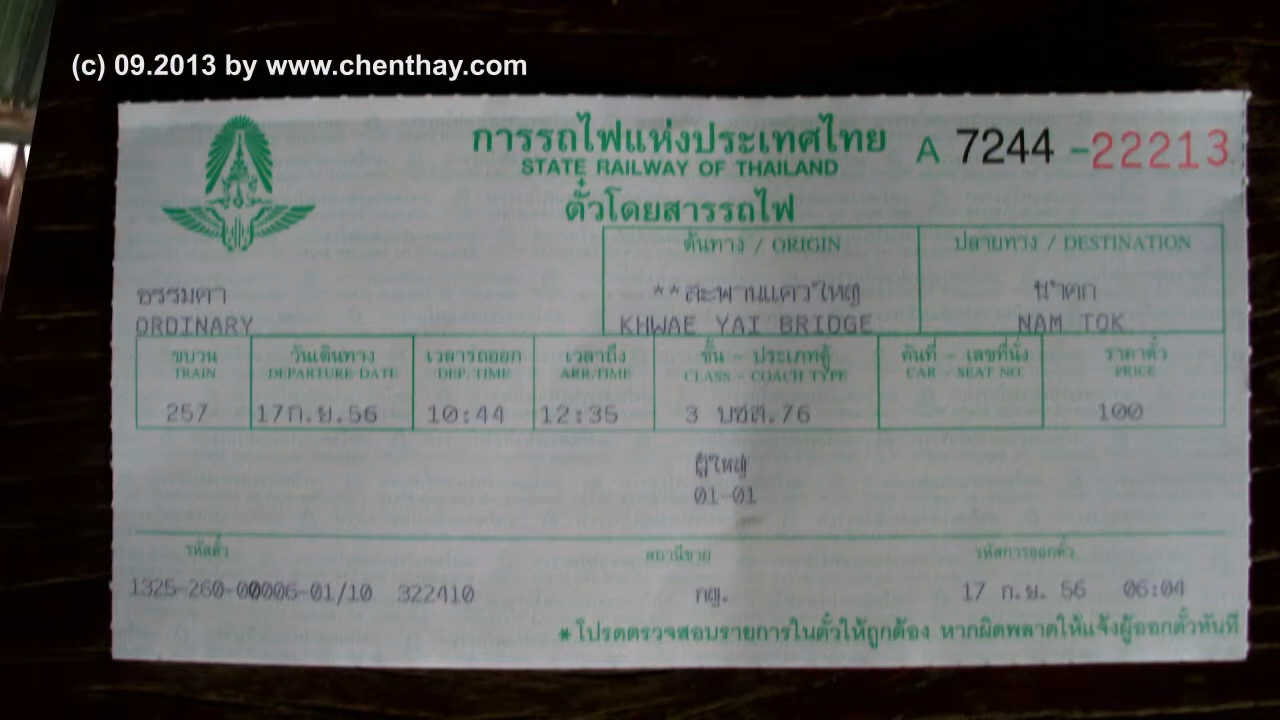 (c) 09.2013 by www.chenthay.com
การรถไฟแห่งประเทศไทย A 7244 -22213
STATE RAILWAY OF THAILAND
ตั๋วโดยสารรถไฟ
ต้นทาง / ORIGIN ปลายทาง / DESTINATION
ธรรมดา **สะพานแควใหญ่ น้ำตก
ORDINARY KHWAE YAI BRIDGE NAM TOK
ขบวน วันเดินทาง เวลารถออก เวลาถึง ชั้น - ประเภทตู้ คันที่ - เลขที่นั่ง ราคาตั๋ว
TRAIN DEPARTURE DATE DEP. TIME ARR.TIME CLASS - COACH TYPE CAR - SEAT NO. PRICE
257 17ก.ย.56 10:44 12:35 3 บชส.76 100
ผู้ใหญ่
01-01
รหัสตั๋ว สถานีขาย รหัสการออกตั๋ว
1325-260-00006-01/10 322410 กญ. 17 ก.ย. 56 06:04
*โปรดตรวจสอบรายการในตั๋วให้ถูกต้อง หากผิดพลาดให้แจ้งผู้ออกตั๋วทันที